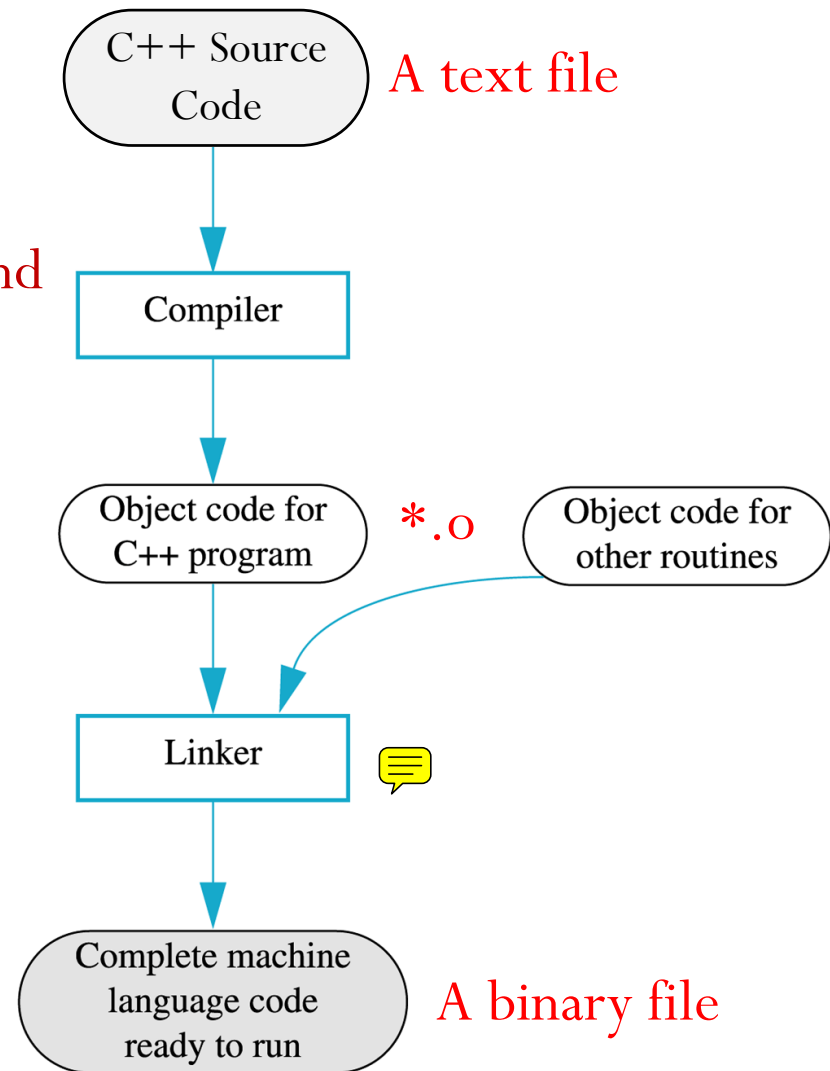 C++ Source
Code
A text file
nd
Compiler
Object code for
C++ program
*.o
Object code for
other routines
Linker
Complete machine
language code
ready to run
A binary file